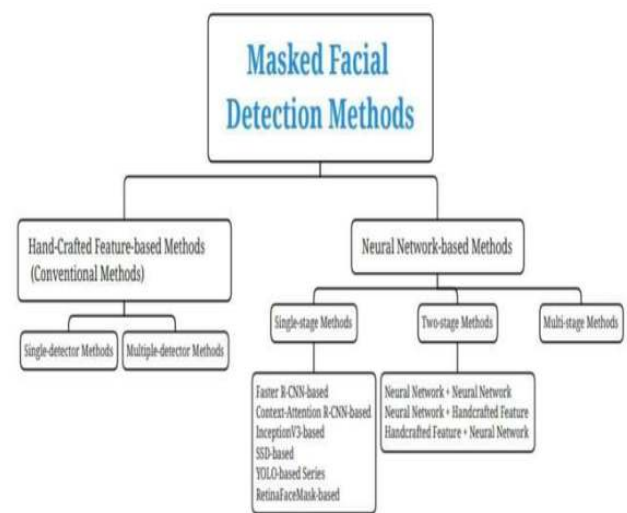 Masked Facial
Detection Methods
Hand-Crafted Feature-based Methods
(Conventional Methods)
Neural Network-based Methods
Single-detector Methods
Multiple-detector Methods
Single-stage Methods
Two-stage Methods
Multi-stage Methods
Faster R-CNN-based
Context-Attention R-CNN-based
InceptionV3-based
SSD-based
YOLO-based Series
RetinaFaceMask-based
Neural Network + Neural Network
Neural Network + Handcrafted Feature
Handcrafted Feature + Neural Network